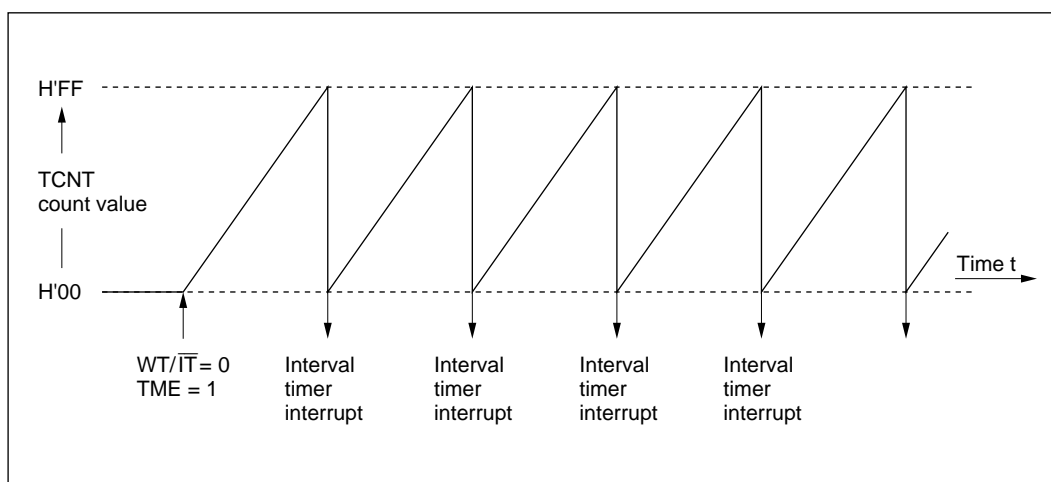 H'FF
TCNT
count value
H'00
Time t
WT/I̅T̅ = 0
TME = 1
Interval
timer
interrupt
Interval
timer
interrupt
Interval
timer
interrupt
Interval
timer
interrupt